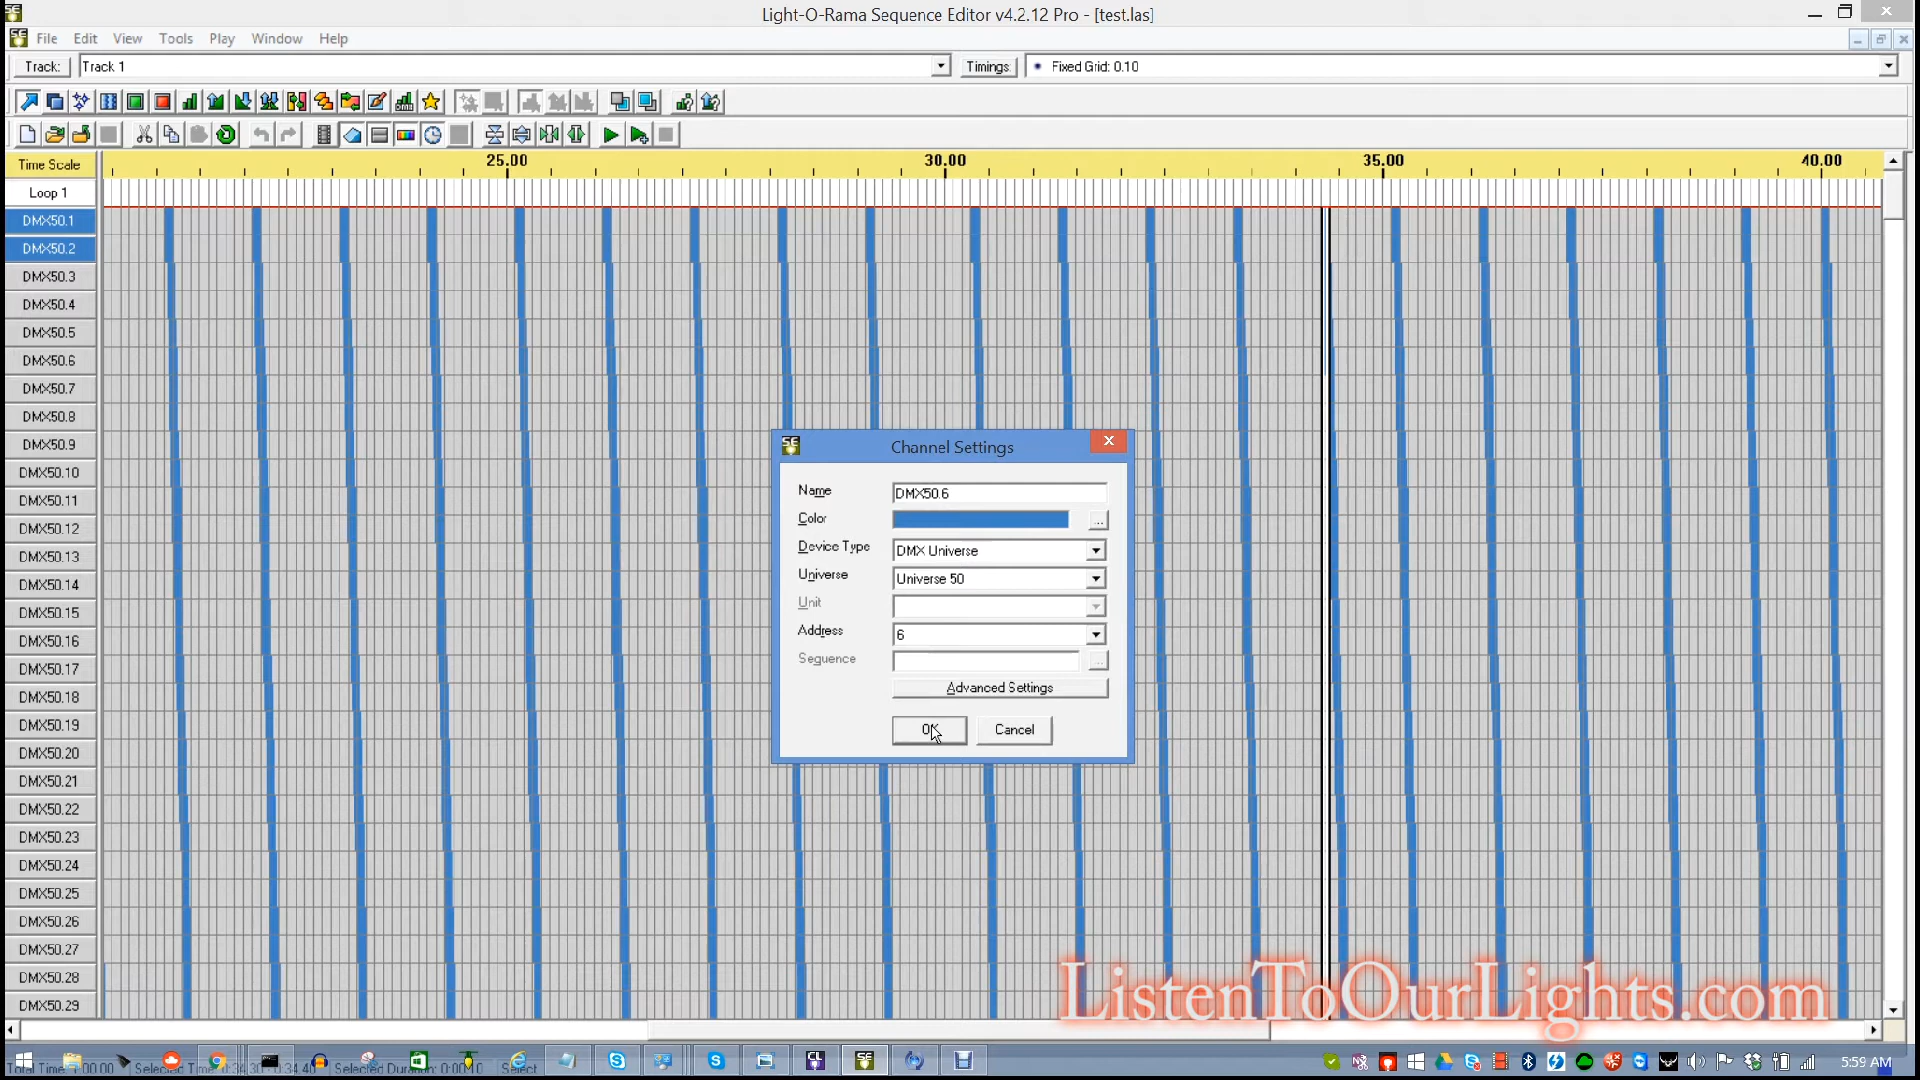 Light-O-Rama Sequence Editor v4.2.12 Pro - [test.las]
File Edit View Tools Play Window Help
Track: Track 1 Timings Fixed Grid: 0.10
Time Scale 25.00 30.00 35.00 40.00
Loop 1
DMX50.1
DMX50.2
DMX50.3
DMX50.4
DMX50.5
DMX50.6
DMX50.7
DMX50.8
DMX50.9
DMX50.10
DMX50.11
DMX50.12
DMX50.13
DMX50.14
DMX50.15
DMX50.16
DMX50.17
DMX50.18
DMX50.19
DMX50.20
DMX50.21
DMX50.22
DMX50.23
DMX50.24
DMX50.25
DMX50.26
DMX50.27
DMX50.28
DMX50.29
Channel Settings
Name DMX50.6
Color ...
Device Type DMX Universe
Universe Universe 50
Unit
Address 6
Sequence ...
Advanced Settings
OK Cancel
ListenToOurLights.com
5:59 AM